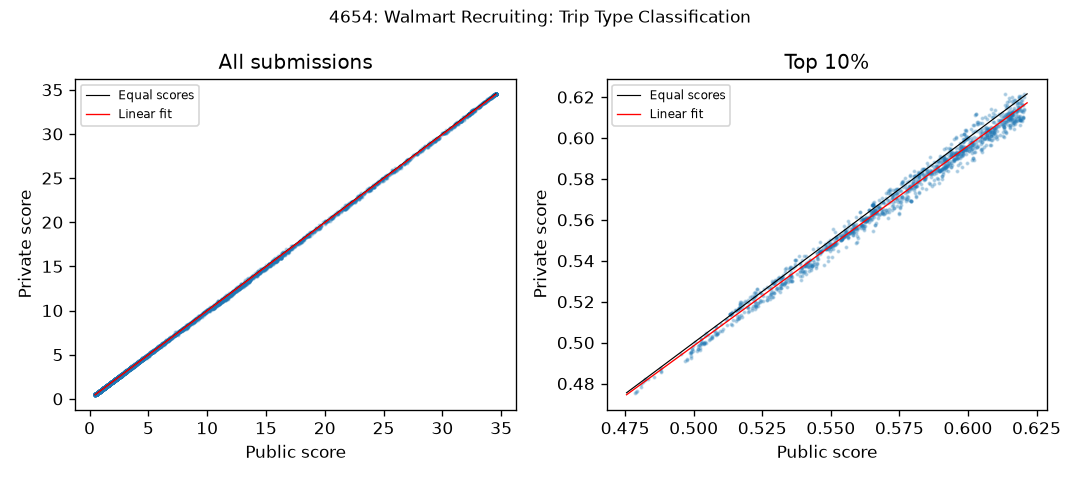 4654: Walmart Recruiting: Trip Type Classification
All submissions
Equal scores
Linear fit
35
30
25
20
15
10
5
0
Private score
0 5 10 15 20 25 30 35
Public score
Top 10%
Equal scores
Linear fit
0.62
0.60
0.58
0.56
0.54
0.52
0.50
0.48
Private score
0.475 0.500 0.525 0.550 0.575 0.600 0.625
Public score